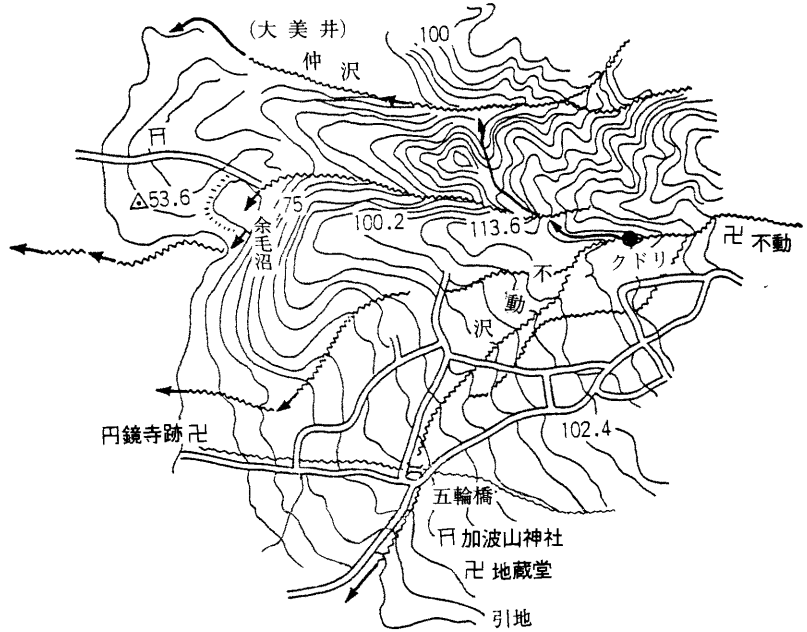 (大美井)
仲沢
100
53.6
75
余毛沼
100.2
113.6
クドリ
不動
不動沢
102.4
円鏡寺跡
五輪橋
加波山神社
地蔵堂
引地